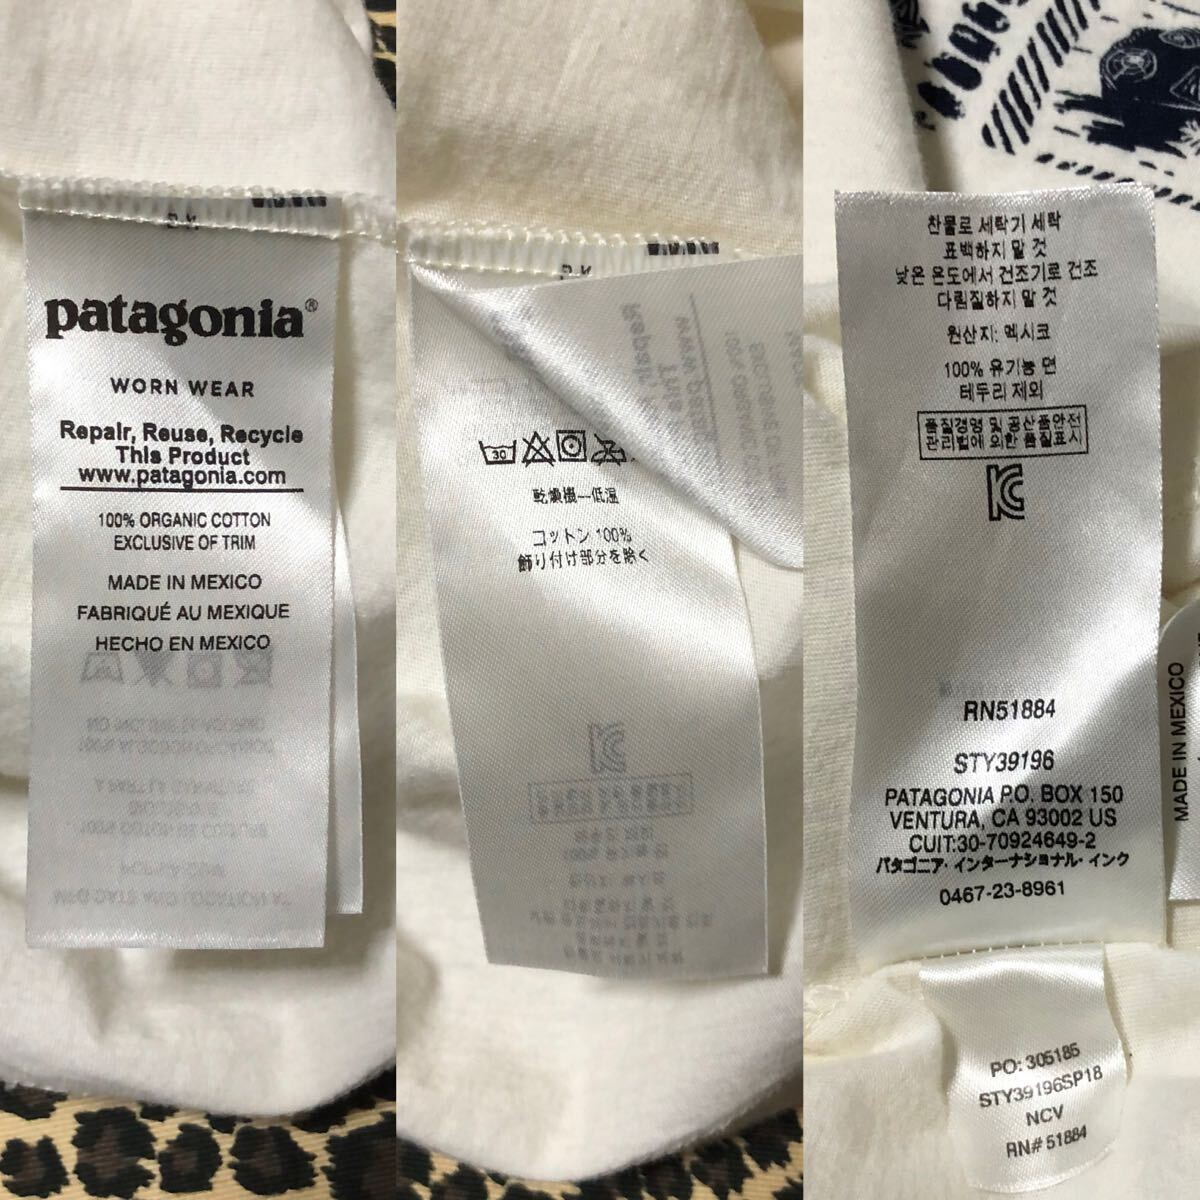 patagonia®
WORN WEAR
Repair, Reuse, Recycle
This Product
www.patagonia.com
100% ORGANIC COTTON
EXCLUSIVE OF TRIM
MADE IN MEXICO
FABRIQUÉ AU MEXIQUE
HECHO EN MEXICO
30
乾燥機—低温
コットン 100%
飾り付け部分を除く
찬물로 세탁기 세탁
표백하지 말 것
낮은 온도에서 건조기로 건조
다림질하지 말 것
원산지: 멕시코
100% 유기농 면
테두리 제외
품질경영 및 공산품안전
관리법에 의한 품질표시
RN51884
STY39196
PATAGONIA P.O. BOX 150
VENTURA, CA 93002 US
CUIT:30-70924649-2
パタゴニア・インターナショナル・インク
0467-23-8961
MADE IN MEXICO
PO: 305185
STY39196SP18
NCV
RN# 51884